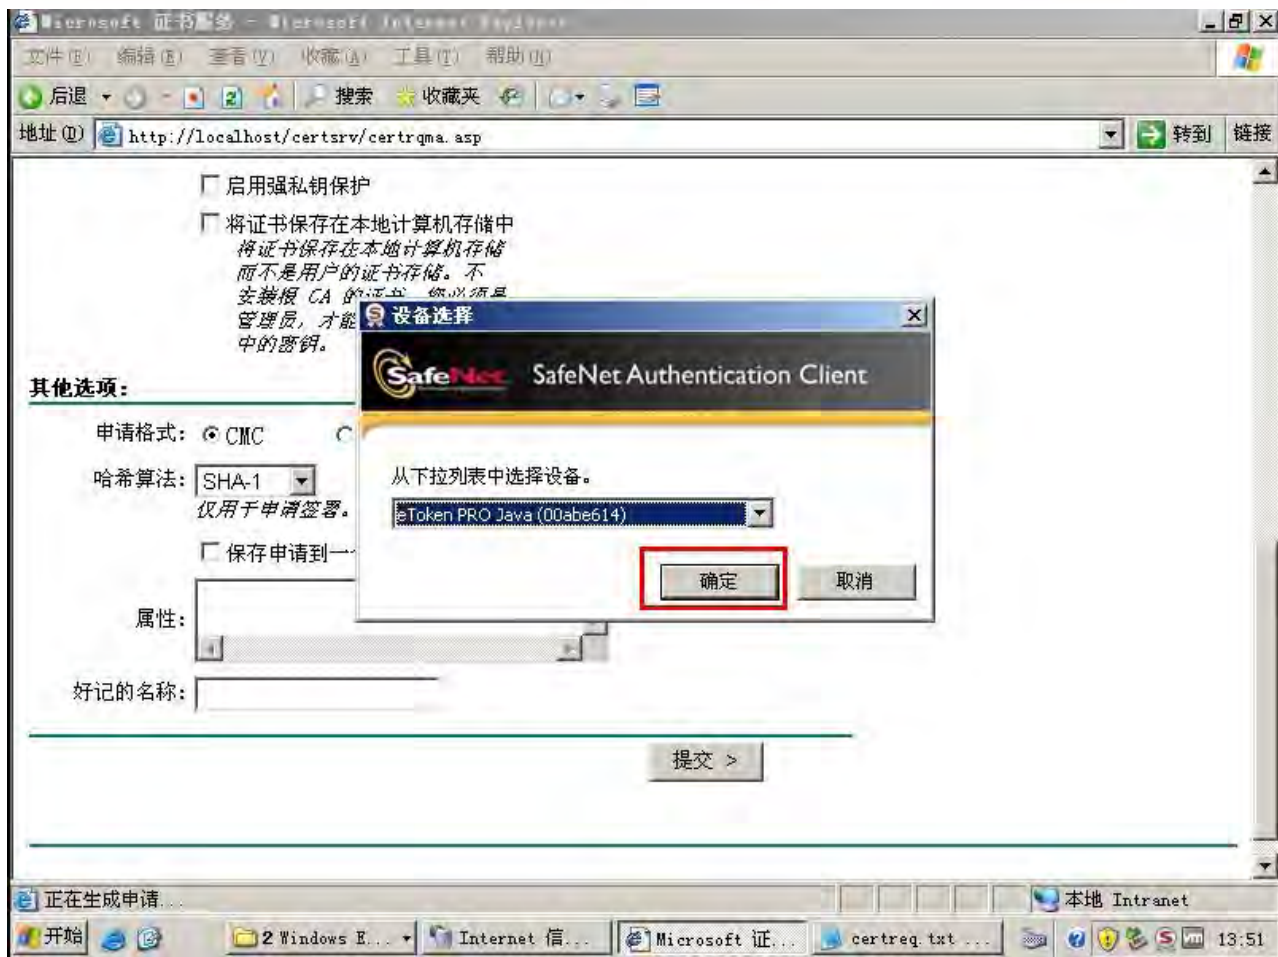 Microsoft 证书服务 - Microsoft Internet Explorer
文件(F) 编辑(E) 查看(V) 收藏(A) 工具(T) 帮助(H)
后退 搜索 收藏夹
地址(D) http://localhost/certsrv/certrqma.asp 转到 链接
启用强私钥保护
将证书保存在本地计算机存储中
将证书保存在本地计算机存储
而不是用户的证书存储。不
安装根 CA 的证书。您必须是
管理员，才能
中的密钥。
设备选择
SafeNet SafeNet Authentication Client
从下拉列表中选择设备。
eToken PRO Java (00abe614)
确定 取消
其他选项:
申请格式: CMC
哈希算法: SHA-1
仅用于申请签署。
保存申请到一
属性:
好记的名称:
提交 >
正在生成申请... 本地 Intranet
开始 2 Windows E... Internet 信... Microsoft 证... certreq.txt ... 13:51